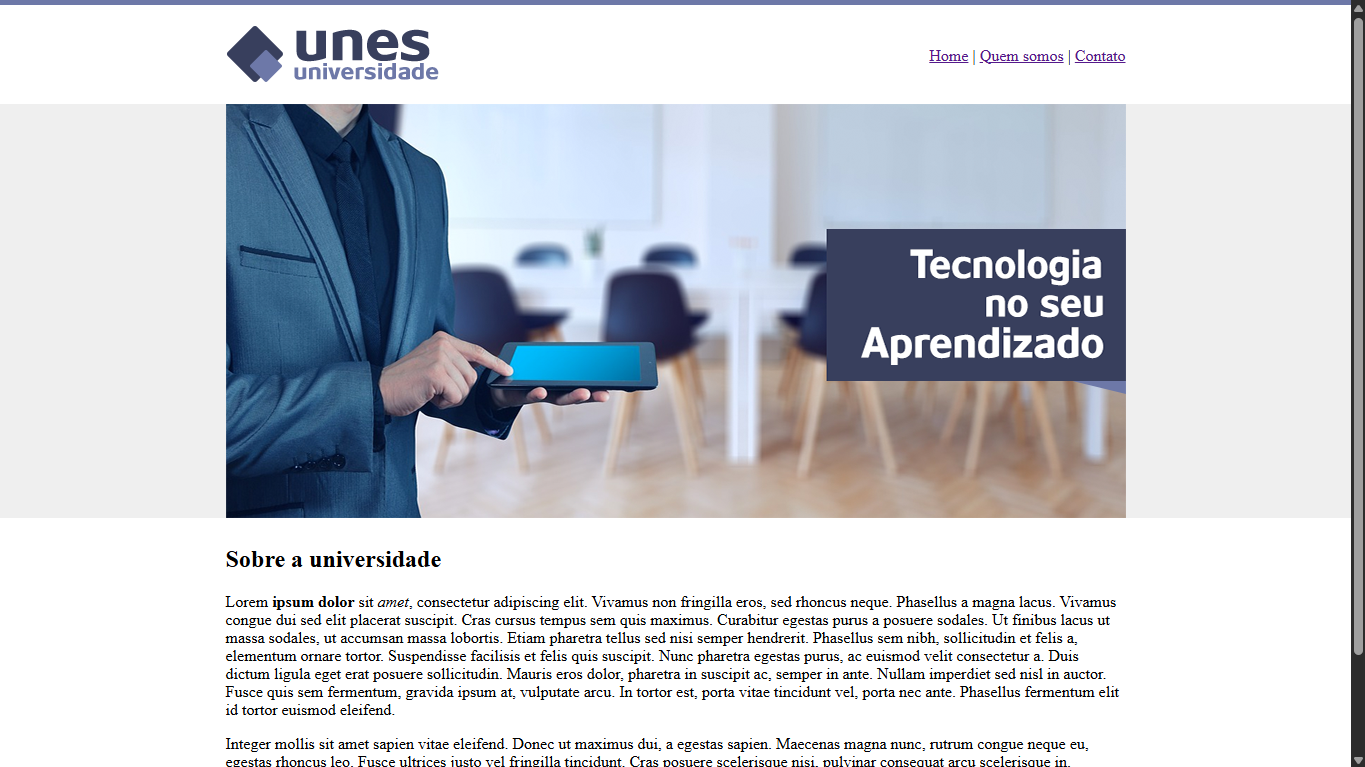 unes
universidade
Home | Quem somos | Contato
Tecnologia
no seu
Aprendizado
Sobre a universidade
Lorem ipsum dolor sit amet, consectetur adipiscing elit. Vivamus non fringilla eros, sed rhoncus neque. Phasellus a magna lacus. Vivamus
congue dui sed elit placerat suscipit. Cras cursus tempus sem quis maximus. Curabitur egestas purus a posuere sodales. Ut finibus lacus ut
massa sodales, ut accumsan massa lobortis. Etiam pharetra tellus sed nisi semper hendrerit. Phasellus sem nibh, sollicitudin et felis a,
elementum ornare tortor. Suspendisse facilisis et felis quis suscipit. Nunc pharetra egestas purus, ac euismod velit consectetur a. Duis
dictum ligula eget erat posuere sollicitudin. Mauris eros dolor, pharetra in suscipit ac, semper in ante. Nullam imperdiet sed nisl in auctor.
Fusce quis sem fermentum, gravida ipsum at, vulputate arcu. In tortor est, porta vitae tincidunt vel, porta nec ante. Phasellus fermentum elit
id tortor euismod eleifend.
Integer mollis sit amet sapien vitae eleifend. Donec ut maximus dui, a egestas sapien. Maecenas magna nunc, rutrum congue neque eu,
egestas rhoncus leo. Fusce ultrices justo vel fringilla tincidunt. Cras posuere scelerisque nisi, pulvinar consequat arcu scelerisque in.